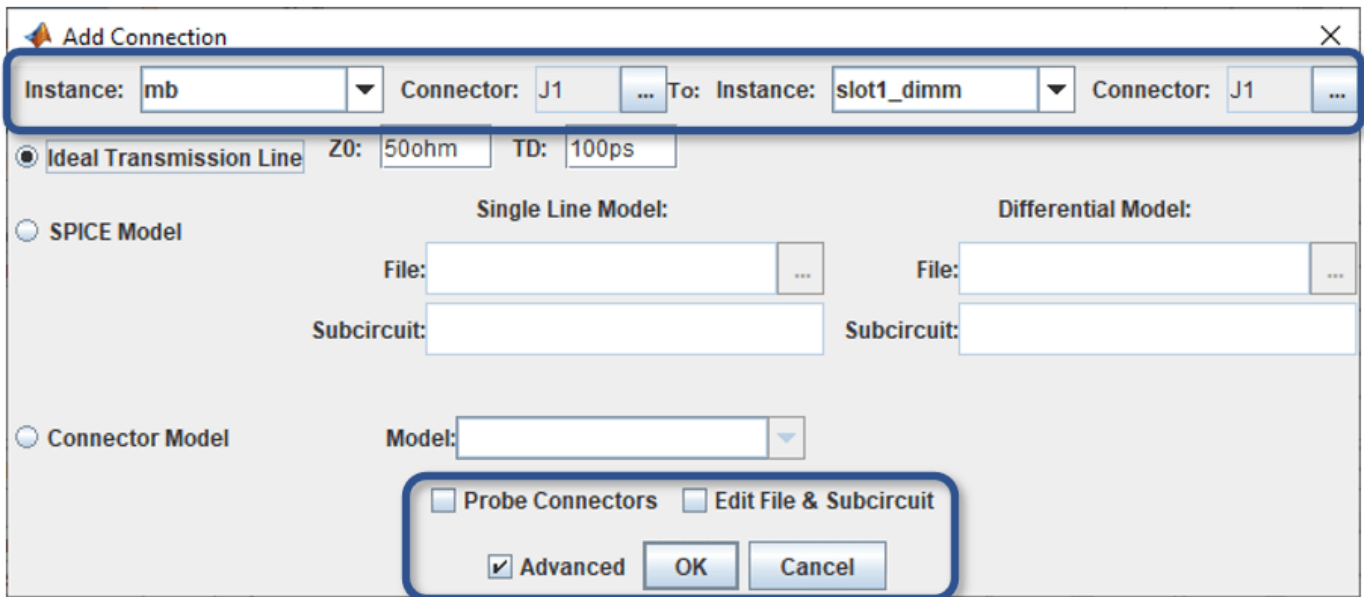 Add Connection
Instance: mb Connector: J1 ... To: Instance: slot1_dimm Connector: J1 ...
Ideal Transmission Line Z0: 50ohm TD: 100ps
Single Line Model: Differential Model:
SPICE Model
File: ... File: ...
Subcircuit: Subcircuit:
Connector Model Model:
Probe Connectors Edit File & Subcircuit
Advanced OK Cancel